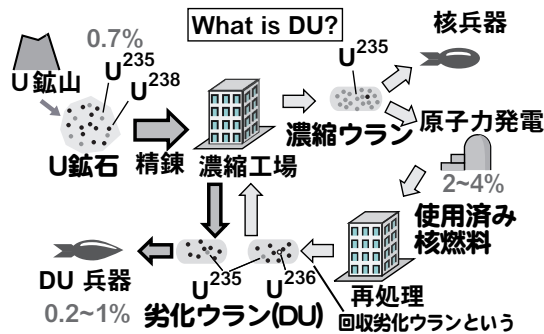 What is DU?
U鉱山
0.7%
U235
U238
U鉱石
精錬
濃縮工場
U235
濃縮ウラン
核兵器
原子力発電
2~4%
使用済み
核燃料
再処理
回収劣化ウランという
U236
U235
劣化ウラン(DU)
DU 兵器
0.2~1%